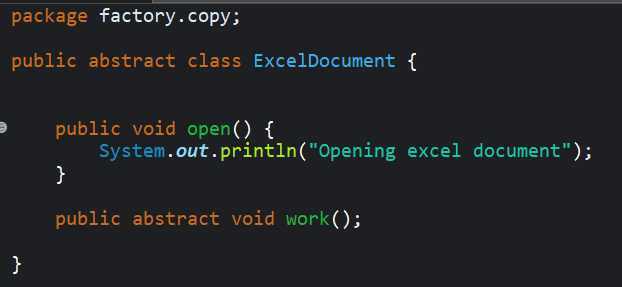 package factory.copy;
public abstract class ExcelDocument {
public void open() {
System.out.println("Opening excel document");
}
public abstract void work();
}